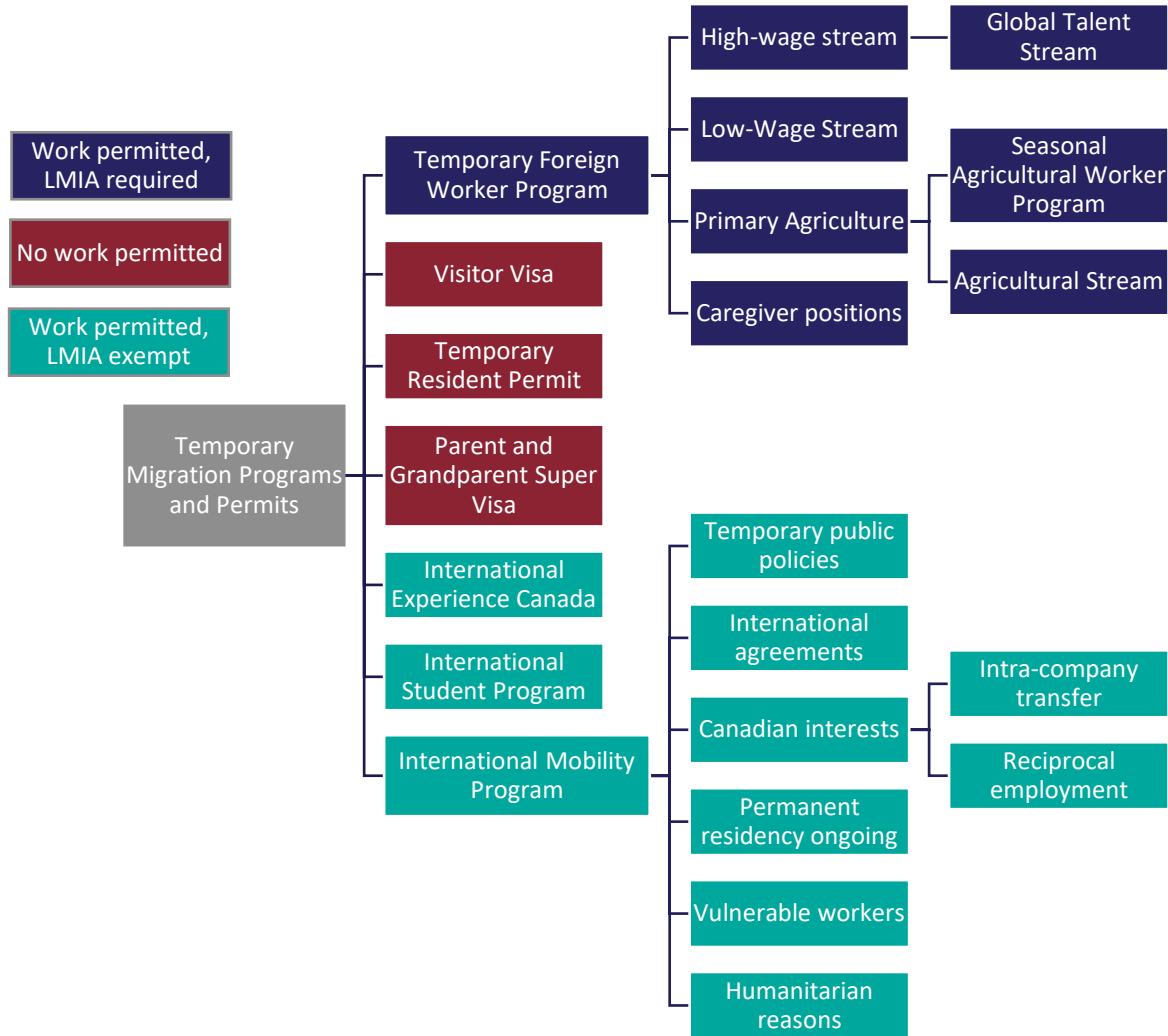 Work permitted,
LMIA required
No work permitted
Work permitted,
LMIA exempt
Temporary
Migration Programs
and Permits
Temporary Foreign
Worker Program
Visitor Visa
Temporary
Resident Permit
Parent and
Grandparent Super
Visa
International
Experience Canada
International
Student Program
International Mobility
Program
High-wage stream
Low-Wage Stream
Primary Agriculture
Caregiver positions
Global Talent
Stream
Seasonal
Agricultural Worker
Program
Agricultural Stream
Temporary public
policies
International
agreements
Canadian interests
Permanent
residency ongoing
Vulnerable workers
Humanitarian
reasons
Intra-company
transfer
Reciprocal
employment